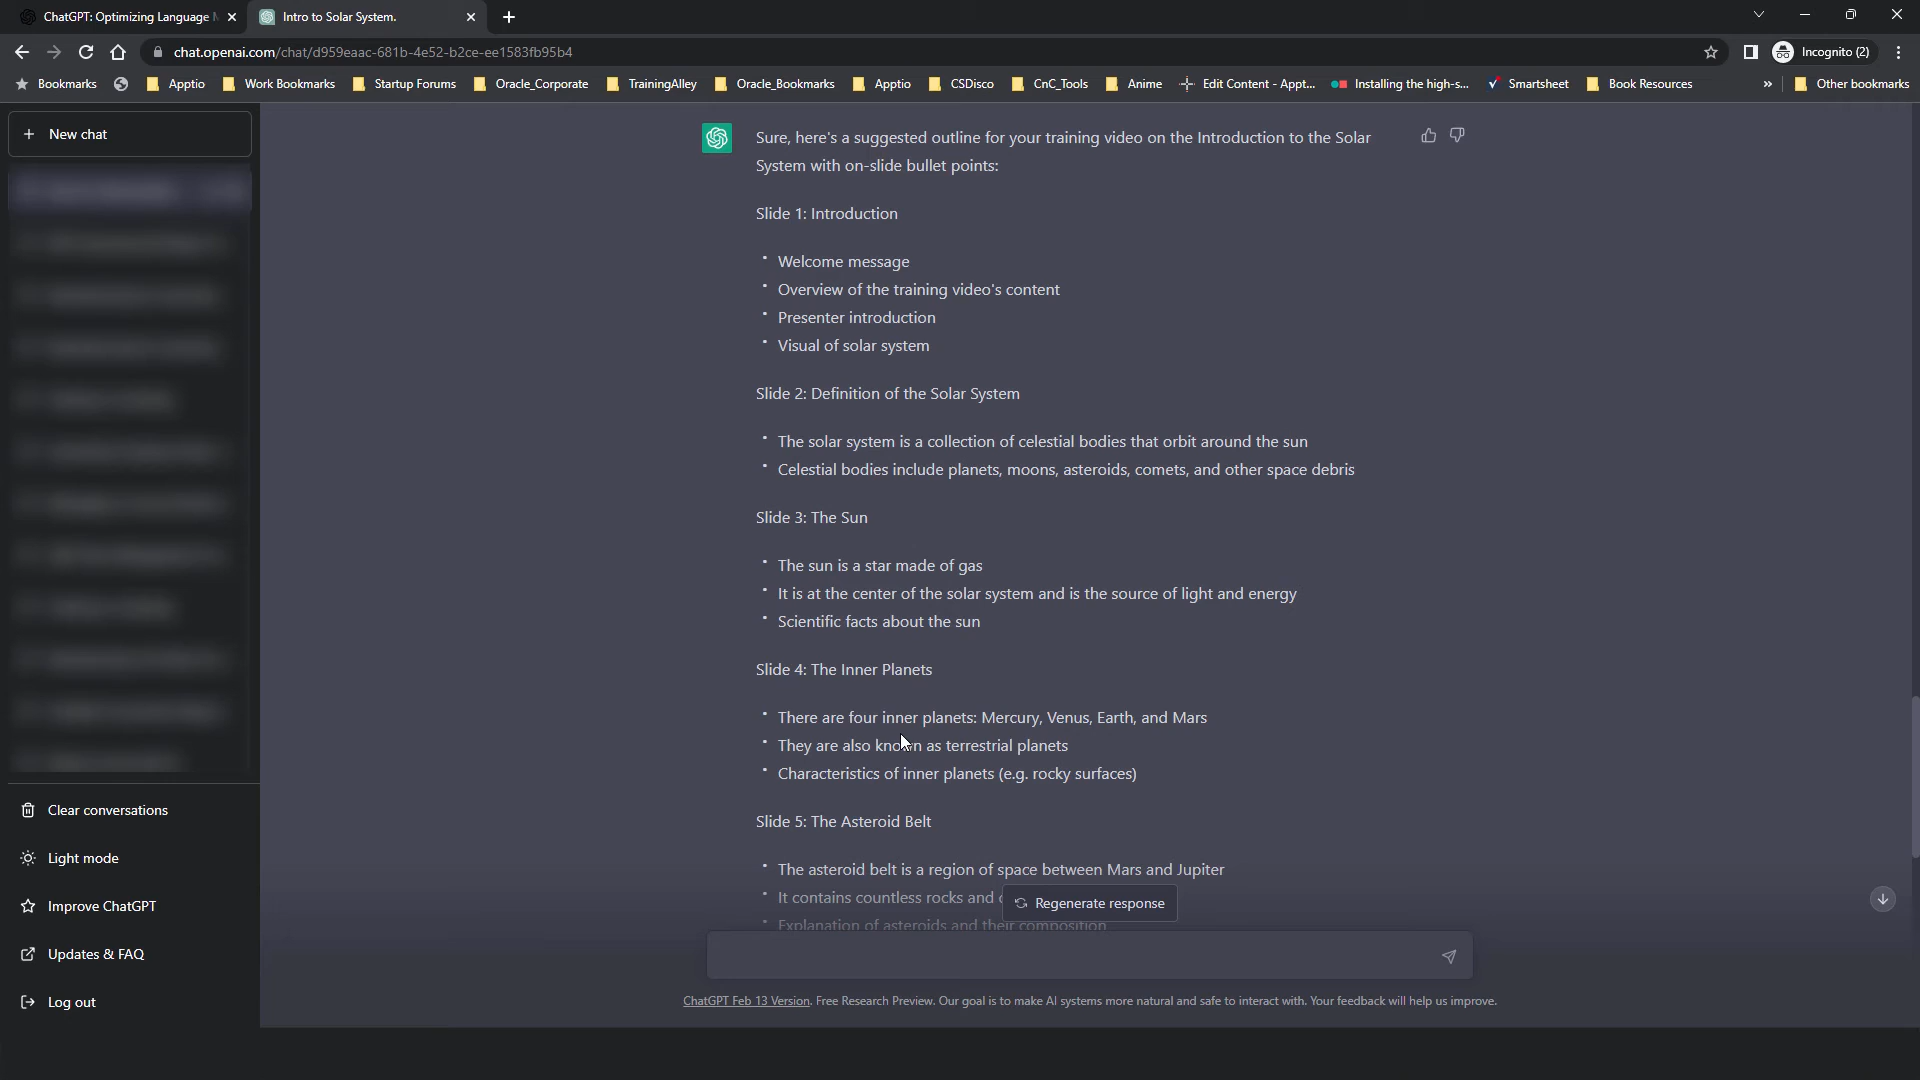 ChatGPT: Optimizing Language
Intro to Solar System.
chat.openai.com/chat/d959eaac-681b-4e52-b2ce-ee1583fb95b4
Incognito (2)
Bookmarks
Apptio
Work Bookmarks
Startup Forums
Oracle_Corporate
TrainingAlley
Oracle_Bookmarks
Apptio
CSDisco
CnC_Tools
Anime
Edit Content - Appt...
Installing the high-s...
Smartsheet
Book Resources
»
Other bookmarks
New chat
Clear conversations
Light mode
Improve ChatGPT
Updates & FAQ
Log out
Sure, here's a suggested outline for your training video on the Introduction to the Solar
System with on-slide bullet points:
Slide 1: Introduction
• Welcome message
• Overview of the training video's content
• Presenter introduction
• Visual of solar system
Slide 2: Definition of the Solar System
• The solar system is a collection of celestial bodies that orbit around the sun
• Celestial bodies include planets, moons, asteroids, comets, and other space debris
Slide 3: The Sun
• The sun is a star made of gas
• It is at the center of the solar system and is the source of light and energy
• Scientific facts about the sun
Slide 4: The Inner Planets
• There are four inner planets: Mercury, Venus, Earth, and Mars
• They are also known as terrestrial planets
• Characteristics of inner planets (e.g. rocky surfaces)
Slide 5: The Asteroid Belt
• The asteroid belt is a region of space between Mars and Jupiter
• It contains countless rocks and
Regenerate response
• Explanation of asteroids and their composition
ChatGPT Feb 13 Version. Free Research Preview. Our goal is to make AI systems more natural and safe to interact with. Your feedback will help us improve.